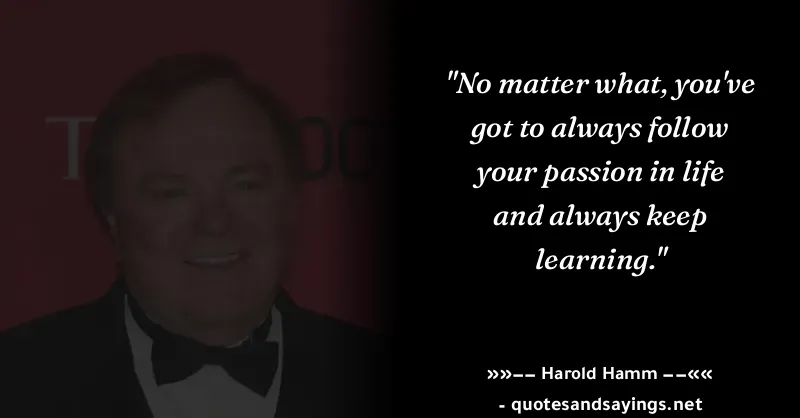 T
00
"No matter what, you've
got to always follow
your passion in life
and always keep
learning."
»»–– Harold Hamm ––««
- quotesandsayings.net